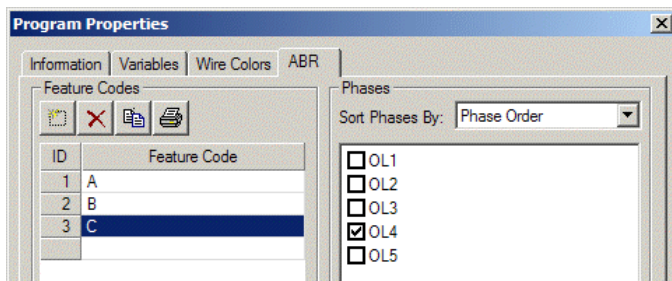 Program Properties
Information Variables Wire Colors ABR
Feature Codes
ID Feature Code
1 A
2 B
3 C
Phases
Sort Phases By: Phase Order
OL1
OL2
OL3
OL4
OL5